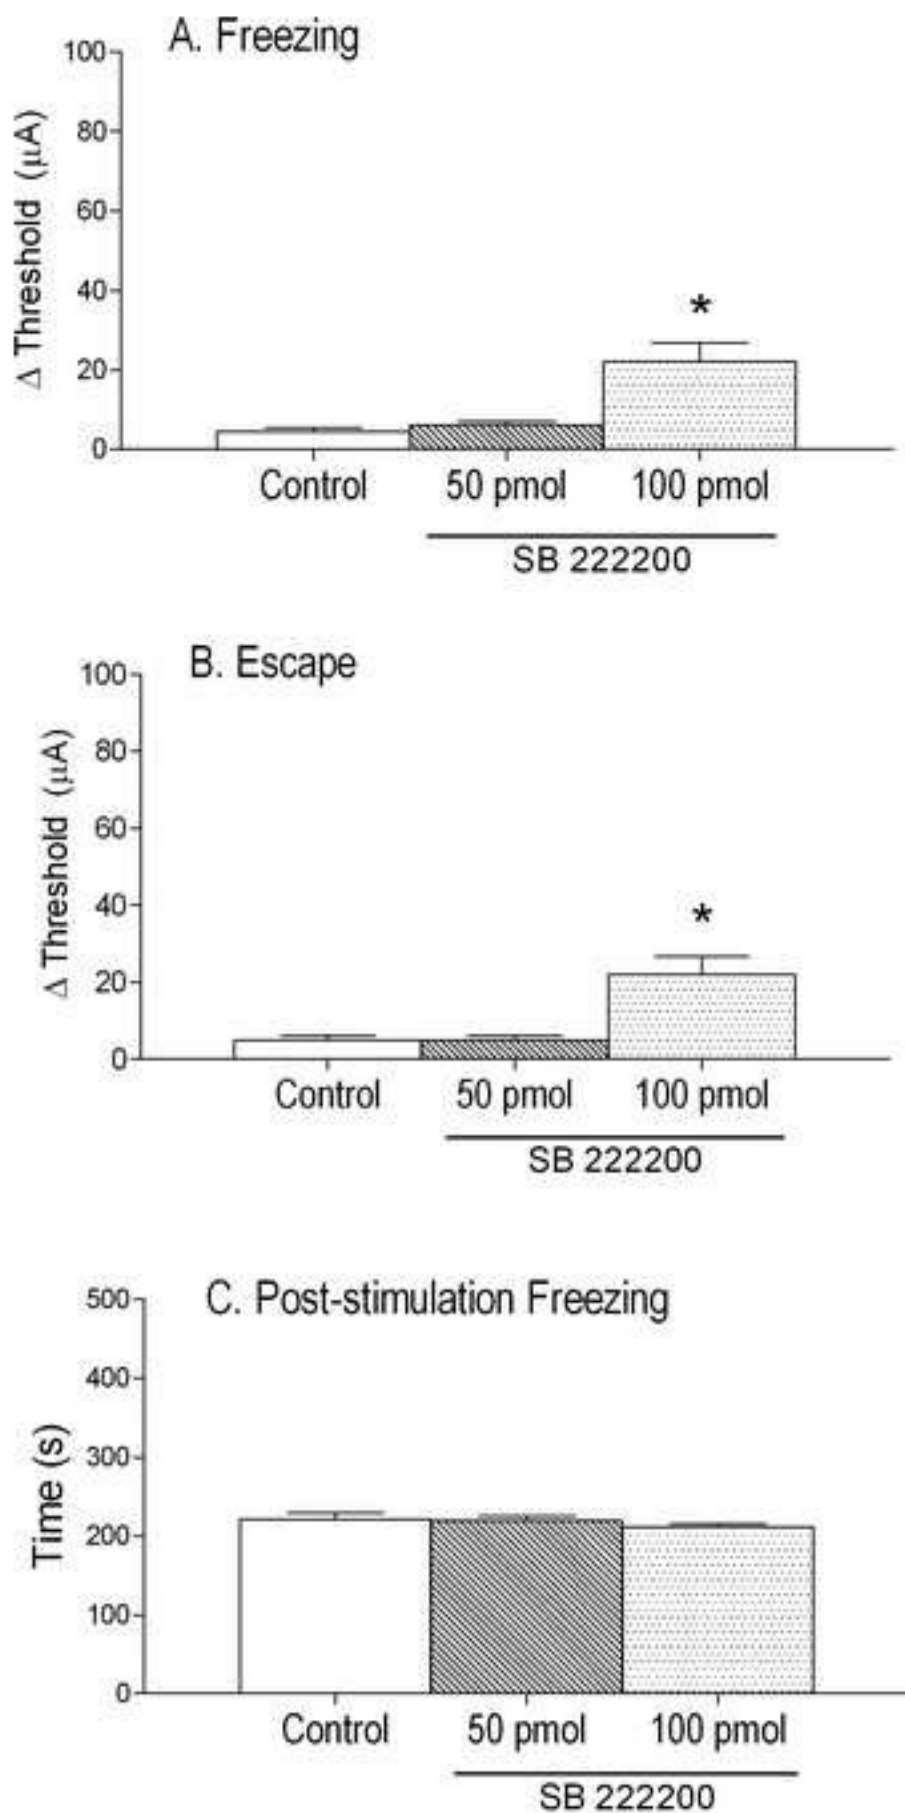 A. Freezing
Δ Threshold (μA)
100
80
60
40
20
0
*
Control 50 pmol 100 pmol
SB 222200
B. Escape
Δ Threshold (μA)
100
80
60
40
20
0
*
Control 50 pmol 100 pmol
SB 222200
C. Post-stimulation Freezing
Time (s)
500
400
300
200
100
0
Control 50 pmol 100 pmol
SB 222200